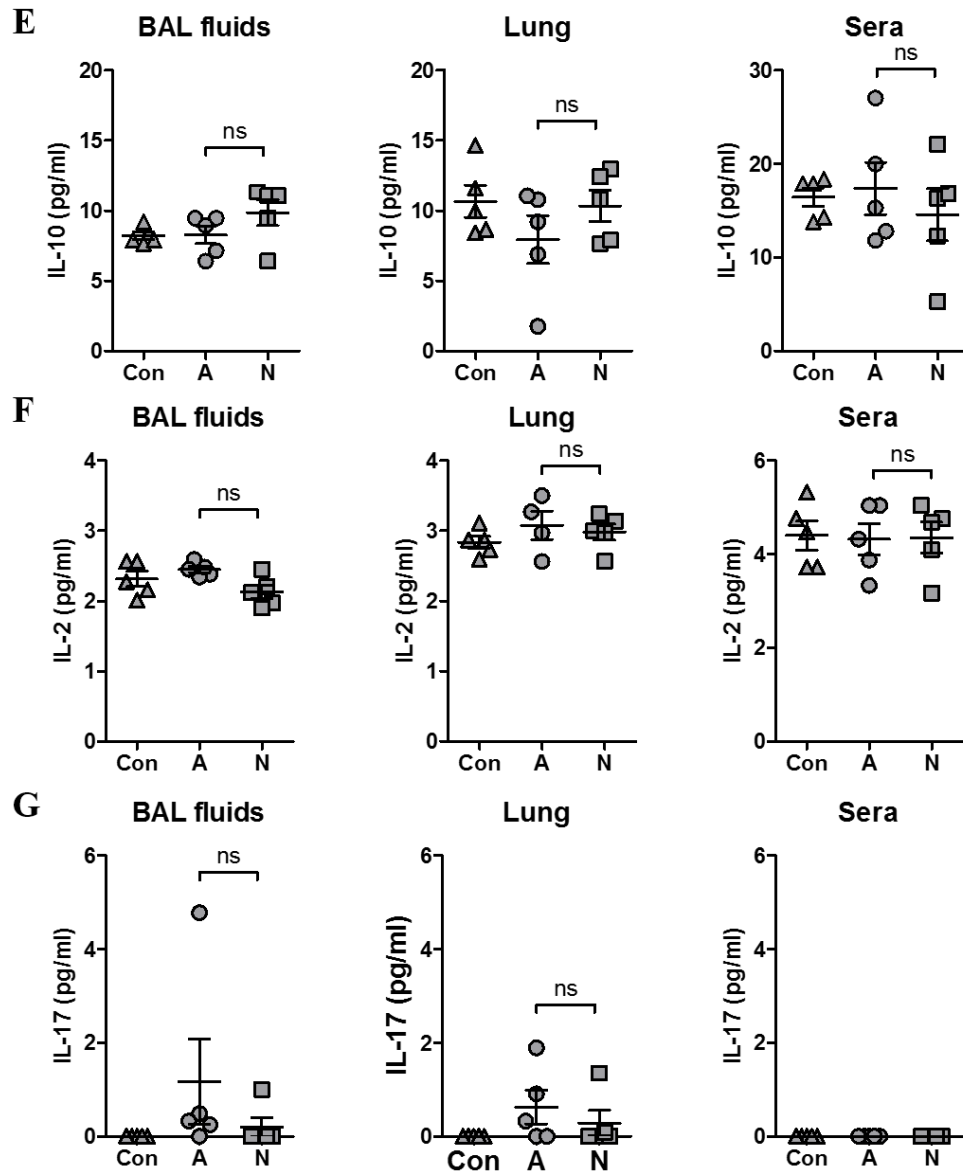 E
BAL fluids
IL-10 (pg/ml)
20
15
10
5
0
ns
Con A N
Lung
IL-10 (pg/ml)
20
15
10
5
0
ns
Con A N
Sera
IL-10 (pg/ml)
30
20
10
0
ns
Con A N
F
BAL fluids
IL-2 (pg/ml)
4
3
2
1
0
ns
Con A N
Lung
IL-2 (pg/ml)
4
3
2
1
0
ns
Con A N
Sera
IL-2 (pg/ml)
6
4
2
0
ns
Con A N
G
BAL fluids
IL-17 (pg/ml)
6
4
2
0
ns
Con A N
Lung
IL-17 (pg/ml)
6
4
2
0
ns
Con A N
Sera
IL-17 (pg/ml)
6
4
2
0
Con A N